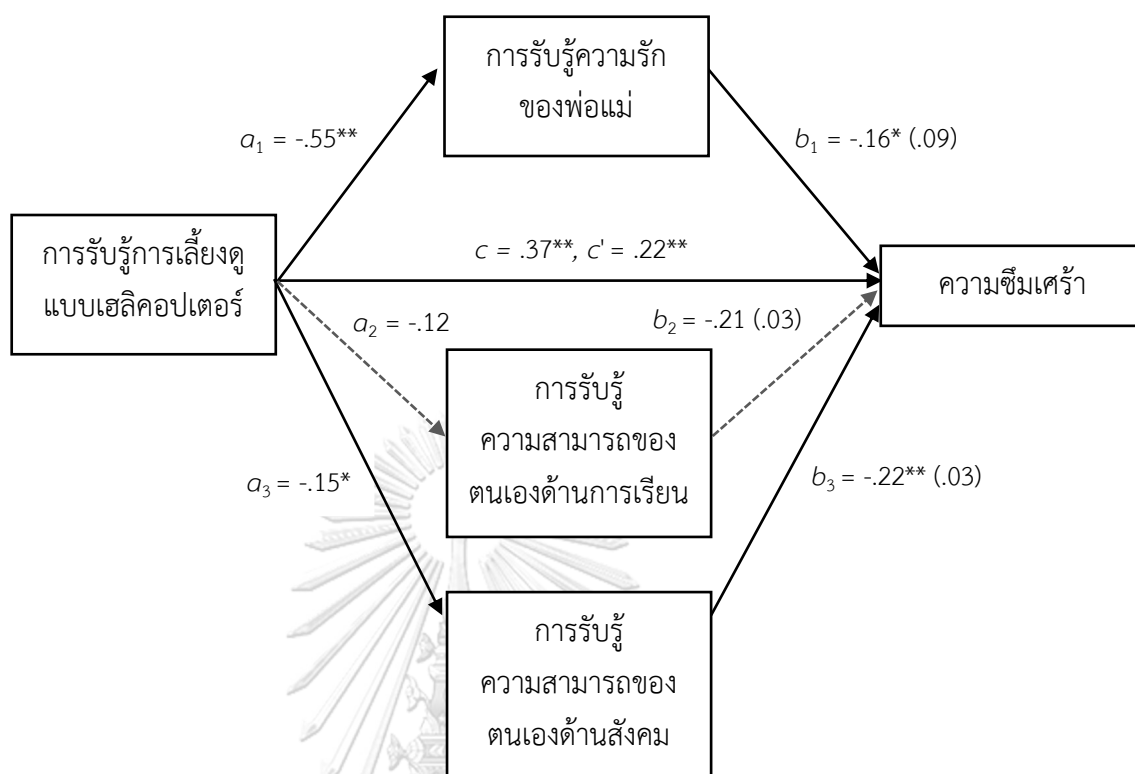 การรับรู้ความรัก
ของพ่อแม่
a₁ = -.55**
b₁ = -.16* (.09)
การรับรู้การเลี้ยงดู
แบบเฮลิคอปเตอร์
c = .37**, c' = .22**
ความซึมเศร้า
a₂ = -.12
b₂ = -.21 (.03)
การรับรู้
ความสามารถของ
ตนเองด้านการเรียน
a₃ = -.15*
b₃ = -.22** (.03)
การรับรู้
ความสามารถของ
ตนเองด้านสังคม